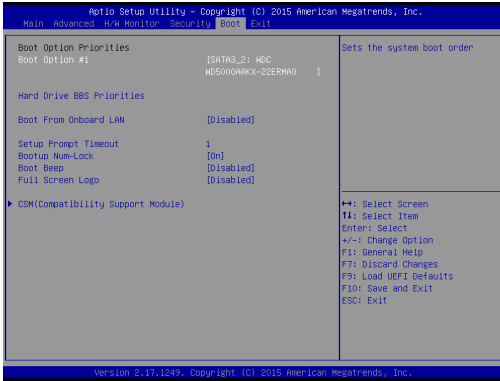 Aptio Setup Utility – Copyright (C) 2015 American Megatrends, Inc.
Main Advanced H/W Monitor Security Boot Exit
Boot Option Priorities
Boot Option #1 [SATA3_2: WDC
WD5000AAKX-22ERMA0 ]
Hard Drive BBS Priorities
Boot From Onboard LAN [Disabled]
Setup Prompt Timeout 1
Bootup Num-Lock [On]
Boot Beep [Disabled]
Full Screen Logo [Disabled]
CSM(Compatibility Support Module)
Sets the system boot order
↔: Select Screen
↑↓: Select Item
Enter: Select
+/-: Change Option
F1: General Help
F7: Discard Changes
F9: Load UEFI Defaults
F10: Save and Exit
ESC: Exit
Version 2.17.1249. Copyright (C) 2015 American Megatrends, Inc.